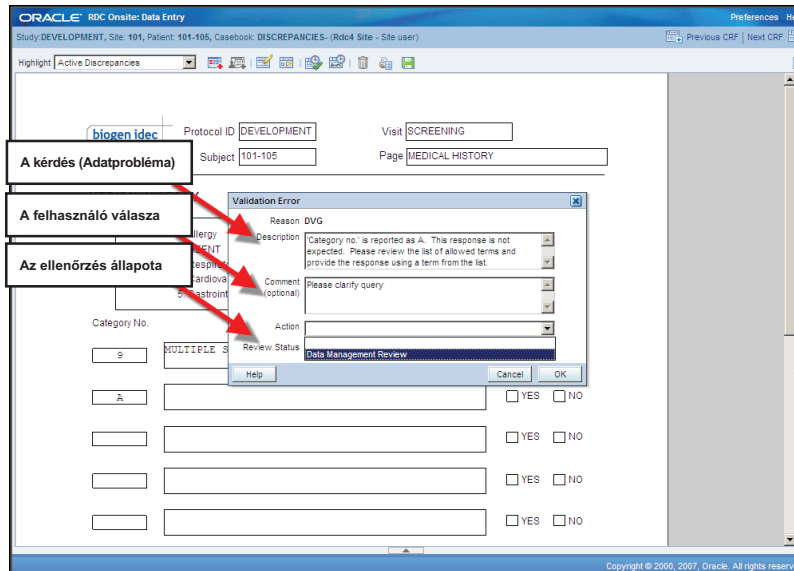 ORACLE® RDC Onsite: Data Entry
Preferences
Study:DEVELOPMENT, Site: 101, Patient: 101-105, Casebook: DISCREPANCIES- (Rdc4 Site - Site user)
Previous CRF | Next CRF
Highlight Active Discrepancies
biogen idec
Protocol ID DEVELOPMENT
Visit SCREENING
Subject 101-105
Page MEDICAL HISTORY
A kérdés (Adatprobléma)
A felhasználó válasza
Az ellenőrzés állapota
Validation Error
Reason DVG
Description
'Category no.' is reported as A. This response is not
expected. Please review the list of allowed terms and
provide the response using a term from the list.
Comment
(optional)
Please clarify query
Action
Review Status
Data Management Review
Help
Cancel
OK
Category No.
9
MULTIPLE S
A
YES NO
YES NO
YES NO
YES NO
Copyright © 2000, 2007, Oracle. All rights reserv